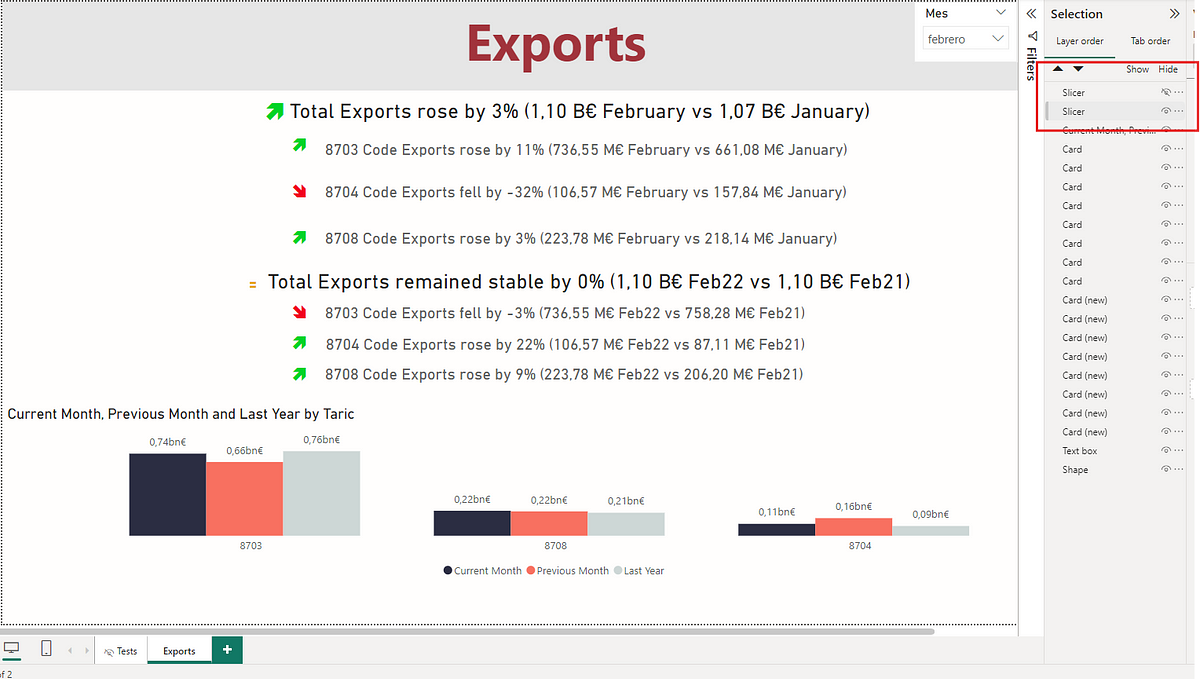 Exports
Mes
febrero
Total Exports rose by 3% (1,10 B€ February vs 1,07 B€ January)
8703 Code Exports rose by 11% (736,55 M€ February vs 661,08 M€ January)
8704 Code Exports fell by -32% (106,57 M€ February vs 157,84 M€ January)
8708 Code Exports rose by 3% (223,78 M€ February vs 218,14 M€ January)
= Total Exports remained stable by 0% (1,10 B€ Feb22 vs 1,10 B€ Feb21)
8703 Code Exports fell by -3% (736,55 M€ Feb22 vs 758,28 M€ Feb21)
8704 Code Exports rose by 22% (106,57 M€ Feb22 vs 87,11 M€ Feb21)
8708 Code Exports rose by 9% (223,78 M€ Feb22 vs 206,20 M€ Feb21)
Current Month, Previous Month and Last Year by Taric
0,74bn€ 0,66bn€ 0,76bn€
0,22bn€ 0,22bn€ 0,21bn€
0,11bn€ 0,16bn€ 0,09bn€
8703 8708 8704
Current Month Previous Month Last Year
Filters
Selection
Layer order Tab order
Show Hide
Slicer
Slicer
Current Month, Previ...
Card
Card
Card
Card
Card
Card
Card
Card
Card (new)
Card (new)
Card (new)
Card (new)
Card (new)
Card (new)
Card (new)
Card (new)
Text box
Shape
Tests Exports +
of 2